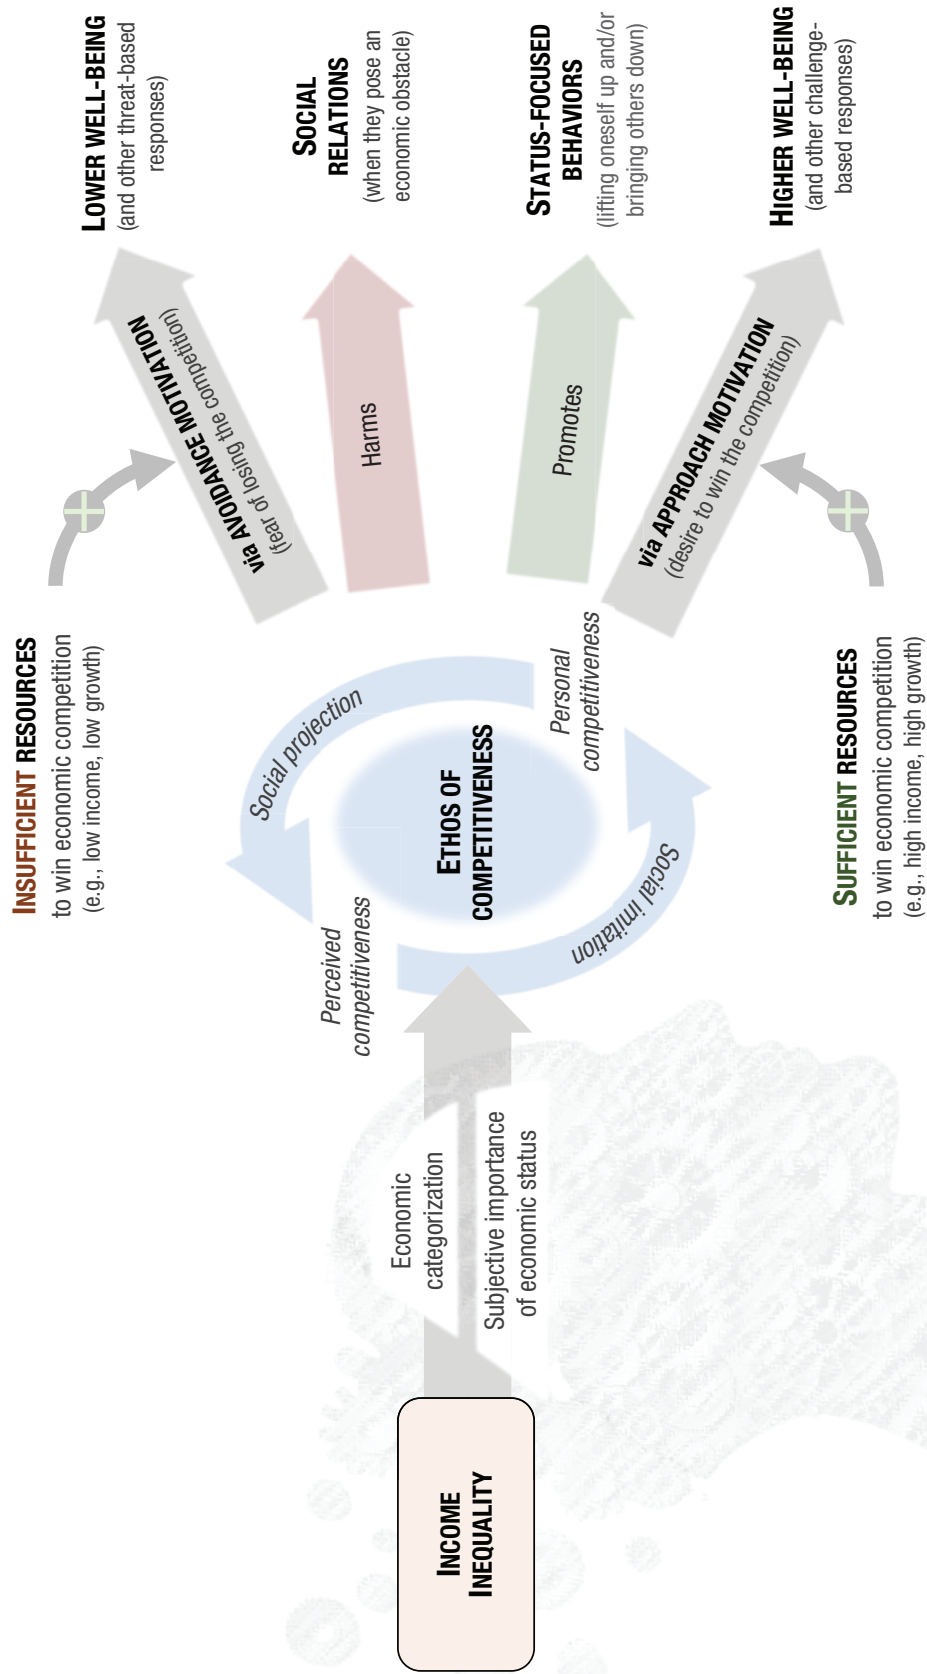 INCOME
INEQUALITY
Economic
categorization
Subjective importance
of economic status
Perceived
competitiveness
Social projection
ETHOS OF
COMPETITIVENESS
Social imitation
Personal
competitiveness
INSUFFICIENT RESOURCES
to win economic competition
(e.g., low income, low growth)
SUFFICIENT RESOURCES
to win economic competition
(e.g., high income, high growth)
via AVOIDANCE MOTIVATION
(fear of losing the competition)
Harms
Promotes
via APPROACH MOTIVATION
(desire to win the competition)
LOWER WELL-BEING
(and other threat-based
responses)
SOCIAL
RELATIONS
(when they pose an
economic obstacle)
STATUS-FOCUSED
BEHAVIORS
(lifting oneself up and/or
bringing others down)
HIGHER WELL-BEING
(and other challenge-
based responses)